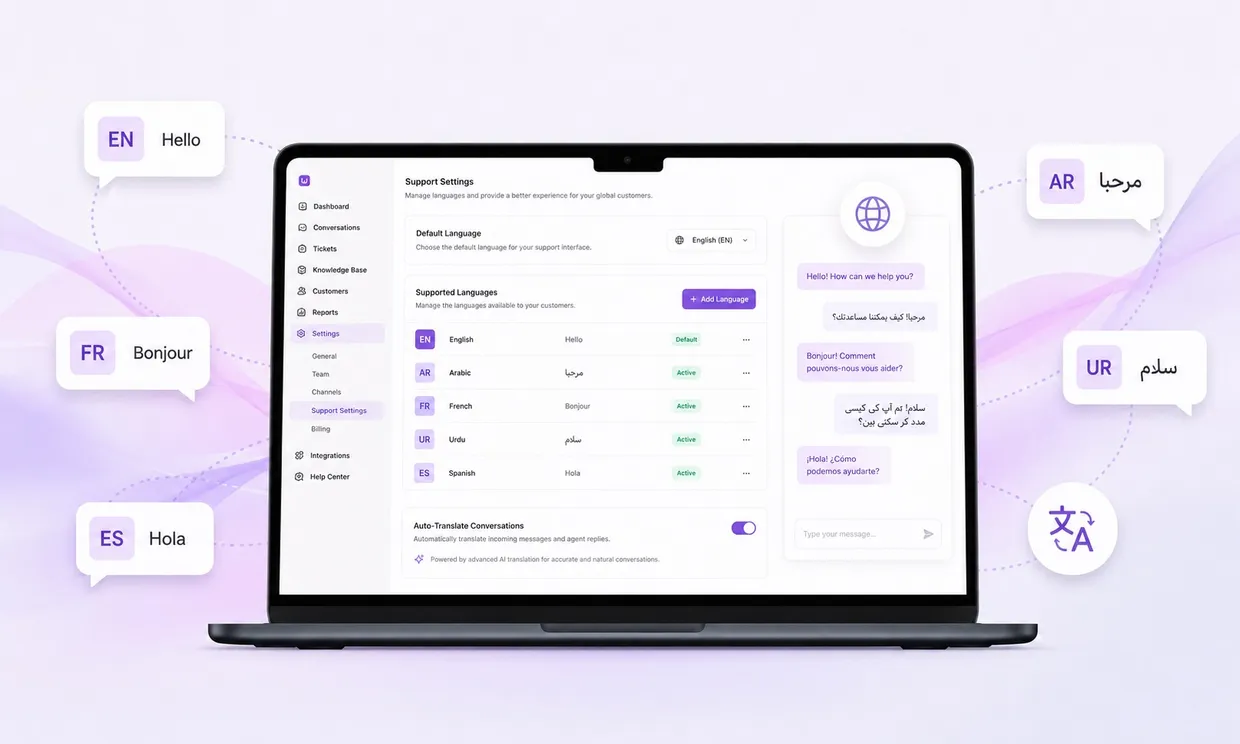 EN Hello
FR Bonjour
ES Hola
Dashboard
Conversations
Tickets
Knowledge Base
Customers
Reports
Settings
General
Team
Channels
Support Settings
Billing
Integrations
Help Center
Support Settings
Manage languages and provide a better experience for your global customers.
Default Language
Choose the default language for your support interface.
English (EN)
Supported Languages
Manage the languages available to your customers.
+ Add Language
EN English Hello Default
AR Arabic مرحبا Active
FR French Bonjour Active
UR Urdu سلام Active
ES Spanish Hola Active
Auto-Translate Conversations
Automatically translate incoming messages and agent replies.
Powered by advanced AI translation for accurate and natural conversations.
Hello! How can we help you?
مرحبا! كيف يمكننا مساعدتك؟
Bonjour! Comment
pouvons-nous vous aider?
سلام! تم آپ کی کیسی
مدد کر سکتی بین؟
¡Hola! ¿Cómo
podemos ayudarte?
Type your message...
AR مرحبا
UR سلام
文A